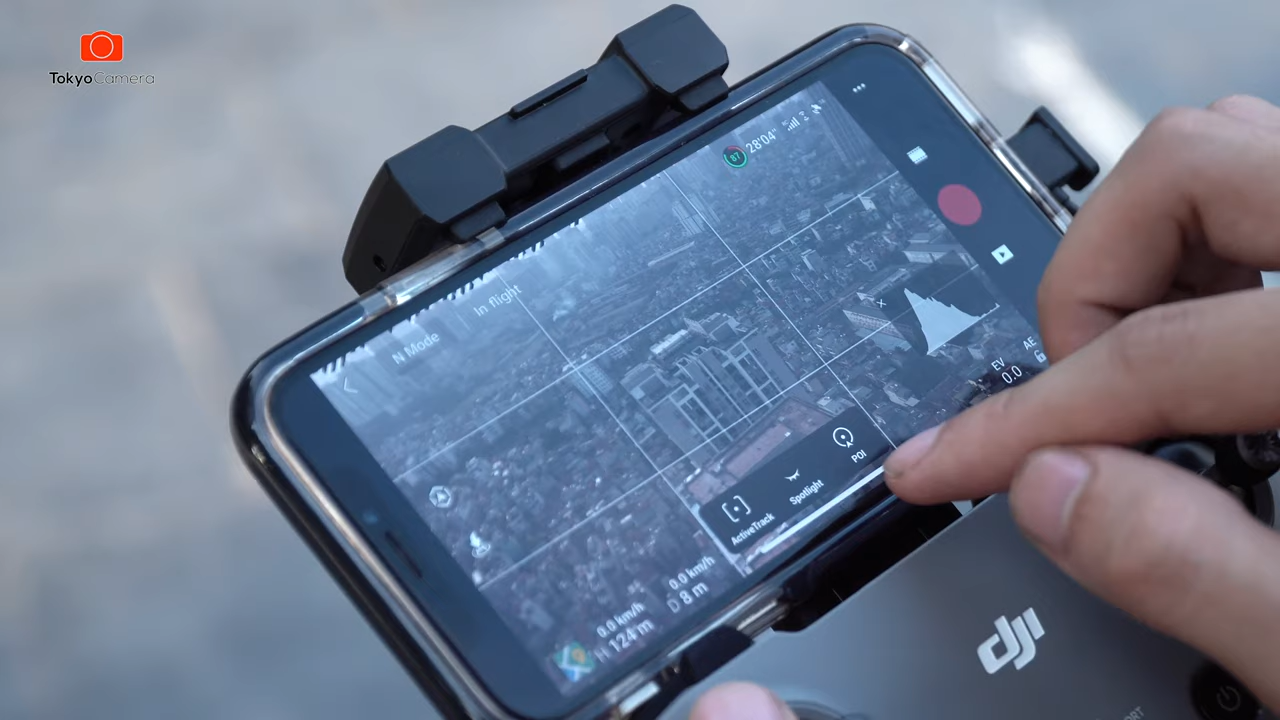 TokyoCamera
N Mode
In flight
87
28'04"
EV
0.0
AE
ActiveTrack
Spotlight
POI
0.0 km/h
H 124 m
0.0 km/h
D 8 m
dji